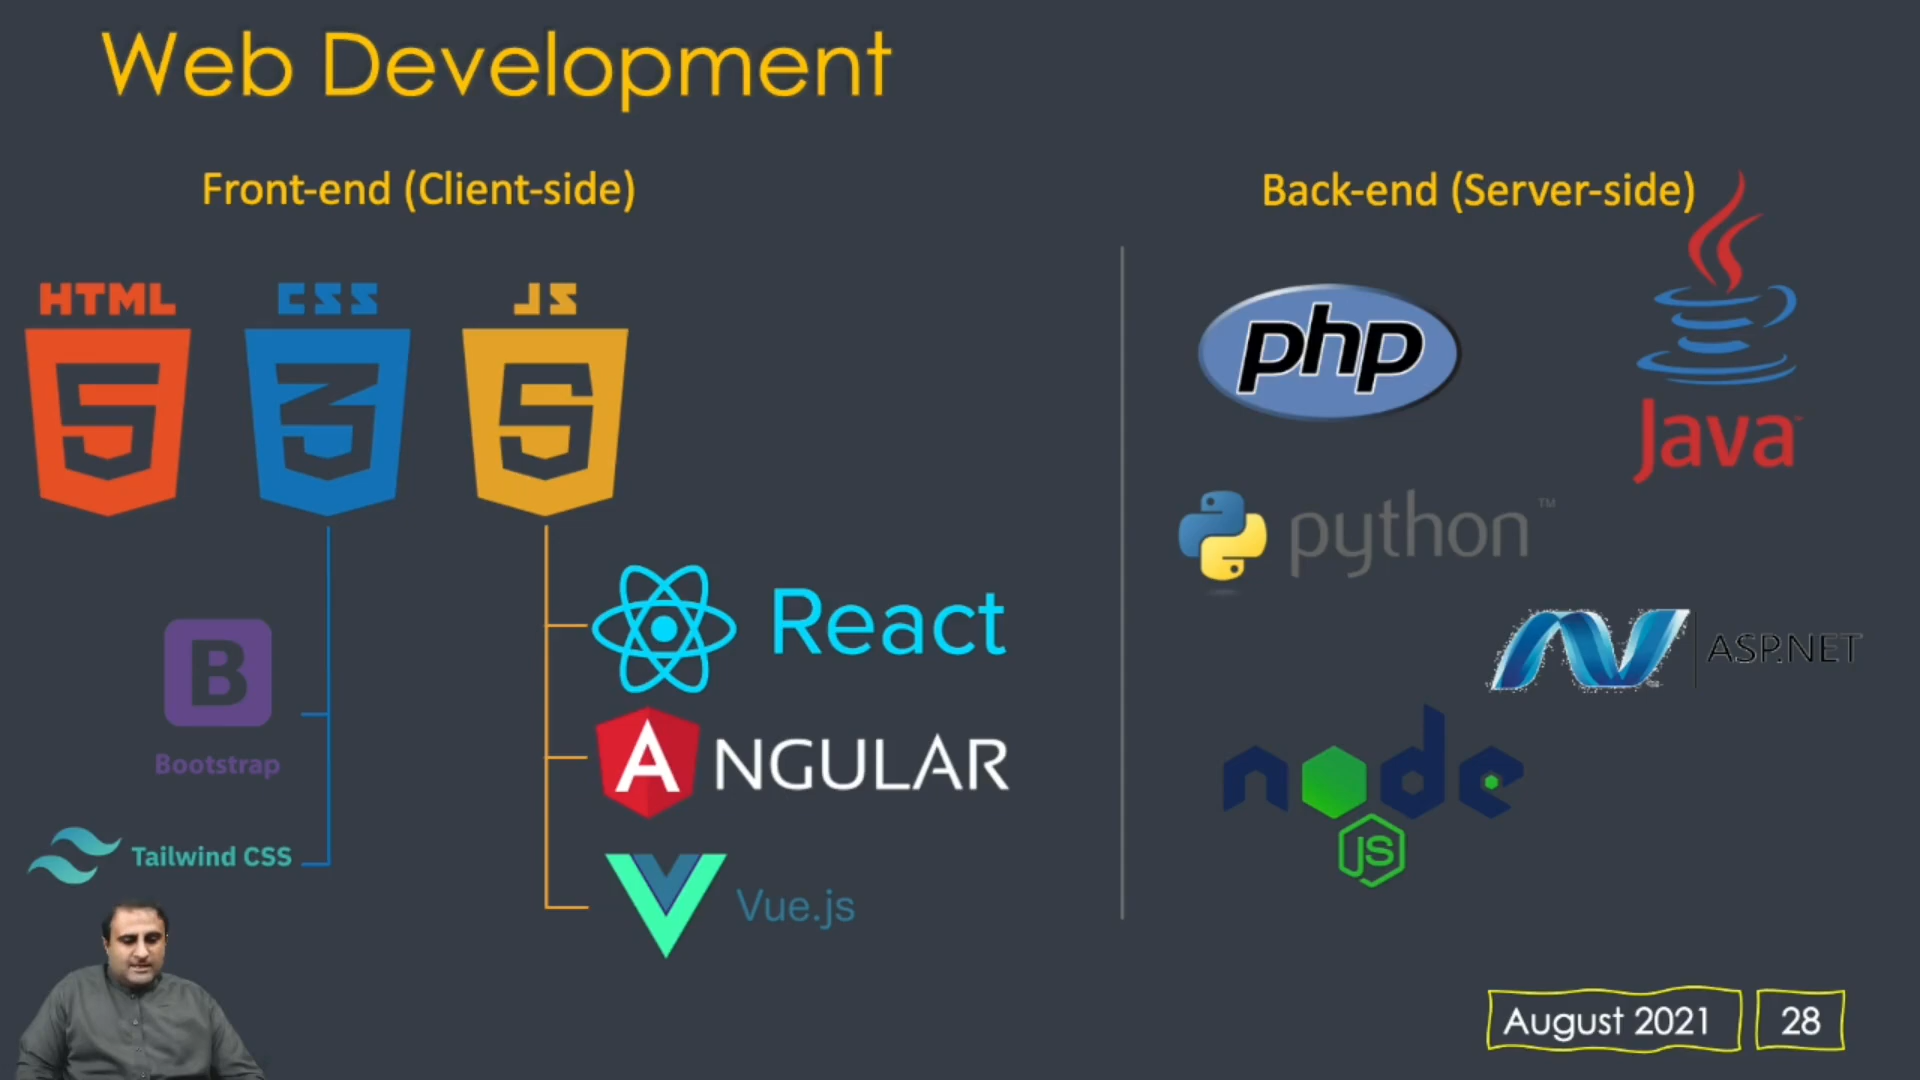 Web Development
Front-end (Client-side)
HTML
CSS
JS
B
Bootstrap
Tailwind CSS
React
ANGULAR
Vue.js
Back-end (Server-side)
php
Java
python™
ASP.NET
node
JS
August 2021
28